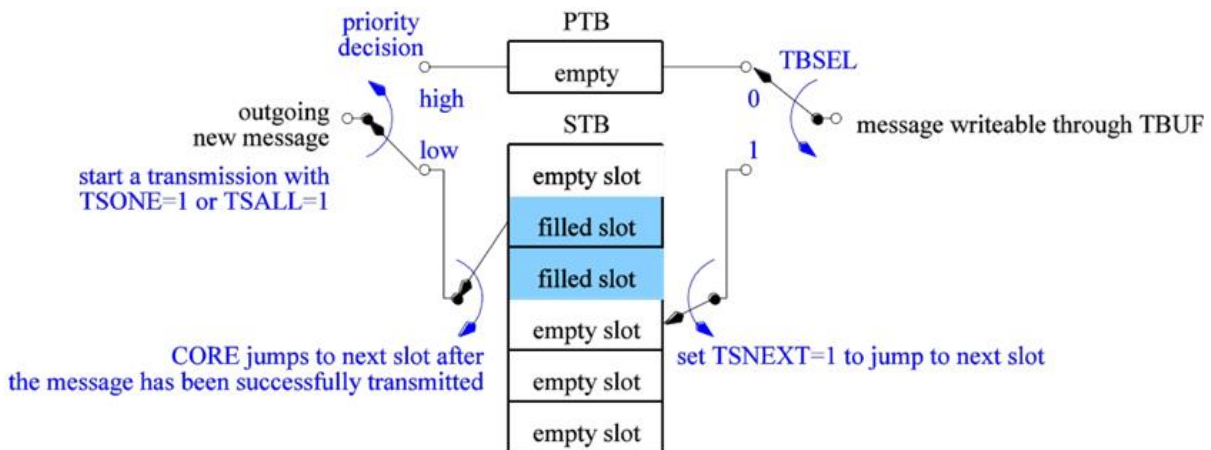 priority
decision
PTB
empty
TBSEL
high
0
outgoing
new message
message writeable through TBUF
STB
low
1
start a transmission with
TSONE=1 or TSALL=1
empty slot
filled slot
filled slot
empty slot
CORE jumps to next slot after
the message has been successfully transmitted
set TSNEXT=1 to jump to next slot
empty slot
empty slot